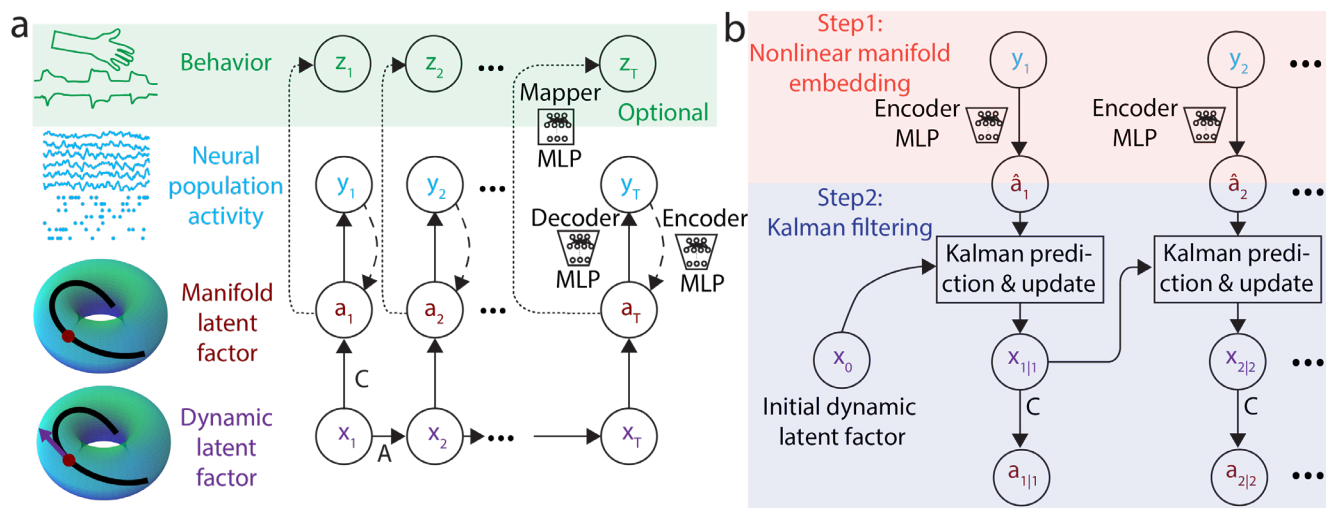 a
Behavior
z1
z2
...
zT
Mapper
MLP
Optional
Neural
population
activity
y1
y2
...
yT
Decoder
MLP
Encoder
MLP
Manifold
latent
factor
a1
a2
...
aT
C
Dynamic
latent
factor
x1
A
x2
...
xT
b
Step1:
Nonlinear manifold
embedding
y1
y2
...
Encoder
MLP
Encoder
MLP
â1
â2
...
Step2:
Kalman filtering
Kalman predi-
ction & update
Kalman predi-
ction & update
x0
Initial dynamic
latent factor
x1|1
x2|2
...
C
C
a1|1
a2|2
...